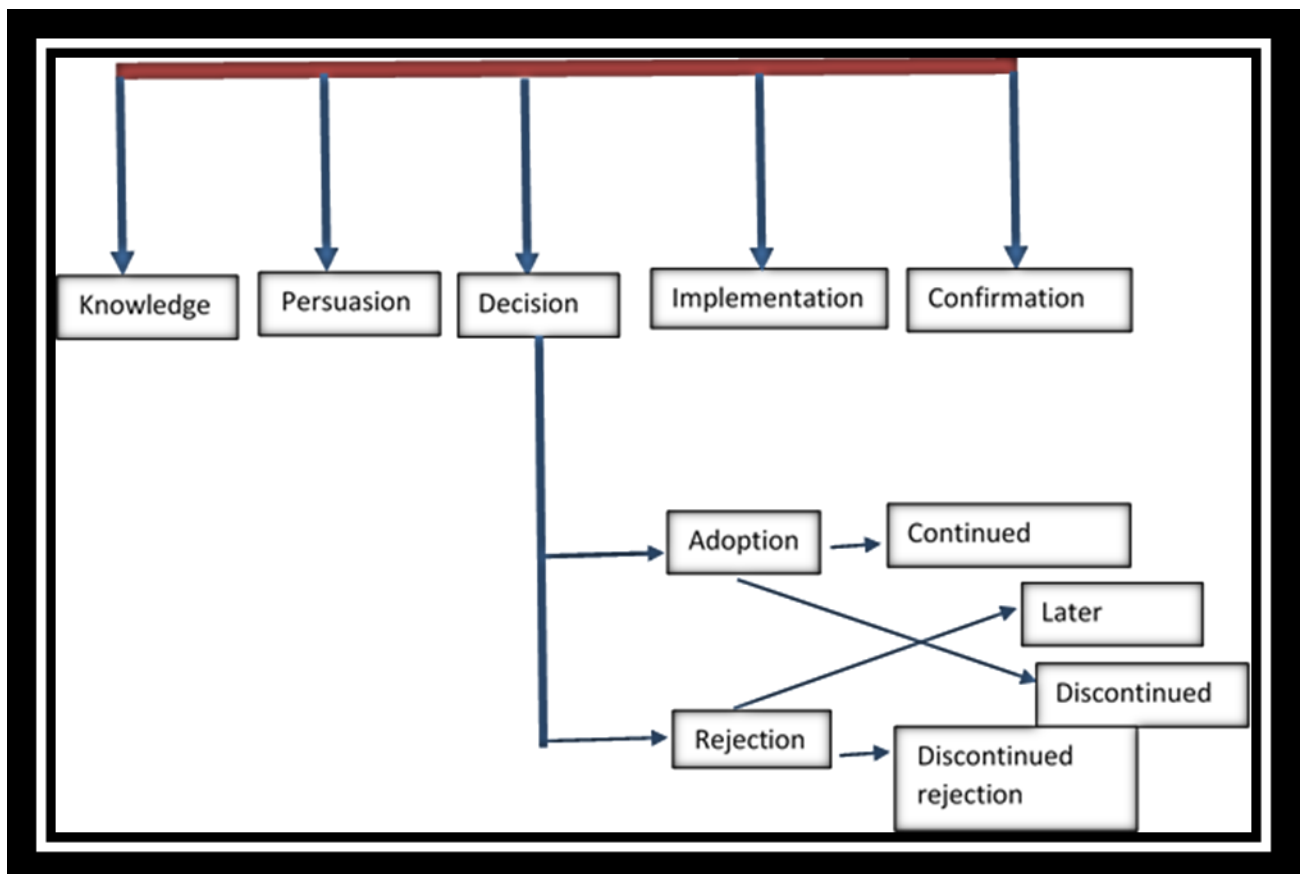 Knowledge
Persuasion
Decision
Implementation
Confirmation
Adoption
Continued
Later
Discontinued
Rejection
Discontinued
rejection